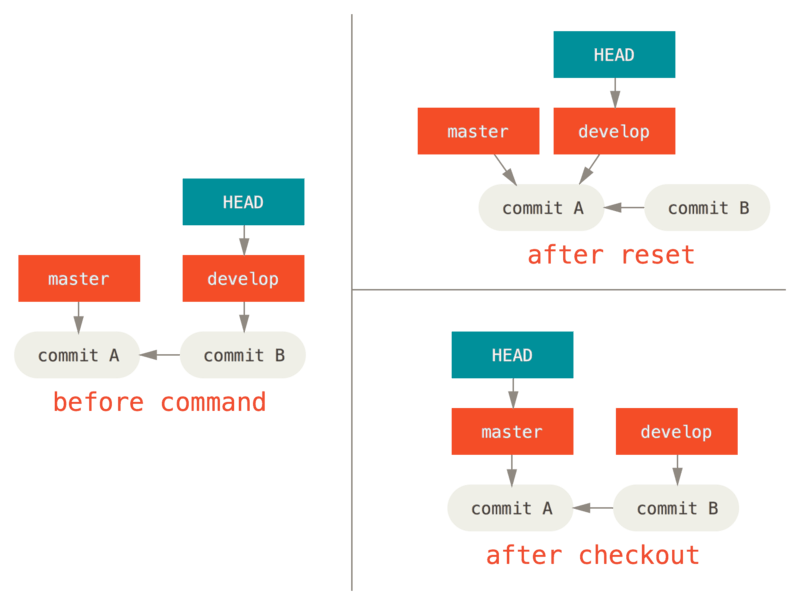 HEAD
master develop
commit A commit B
before command
HEAD
master develop
commit A commit B
after reset
HEAD
master develop
commit A commit B
after checkout